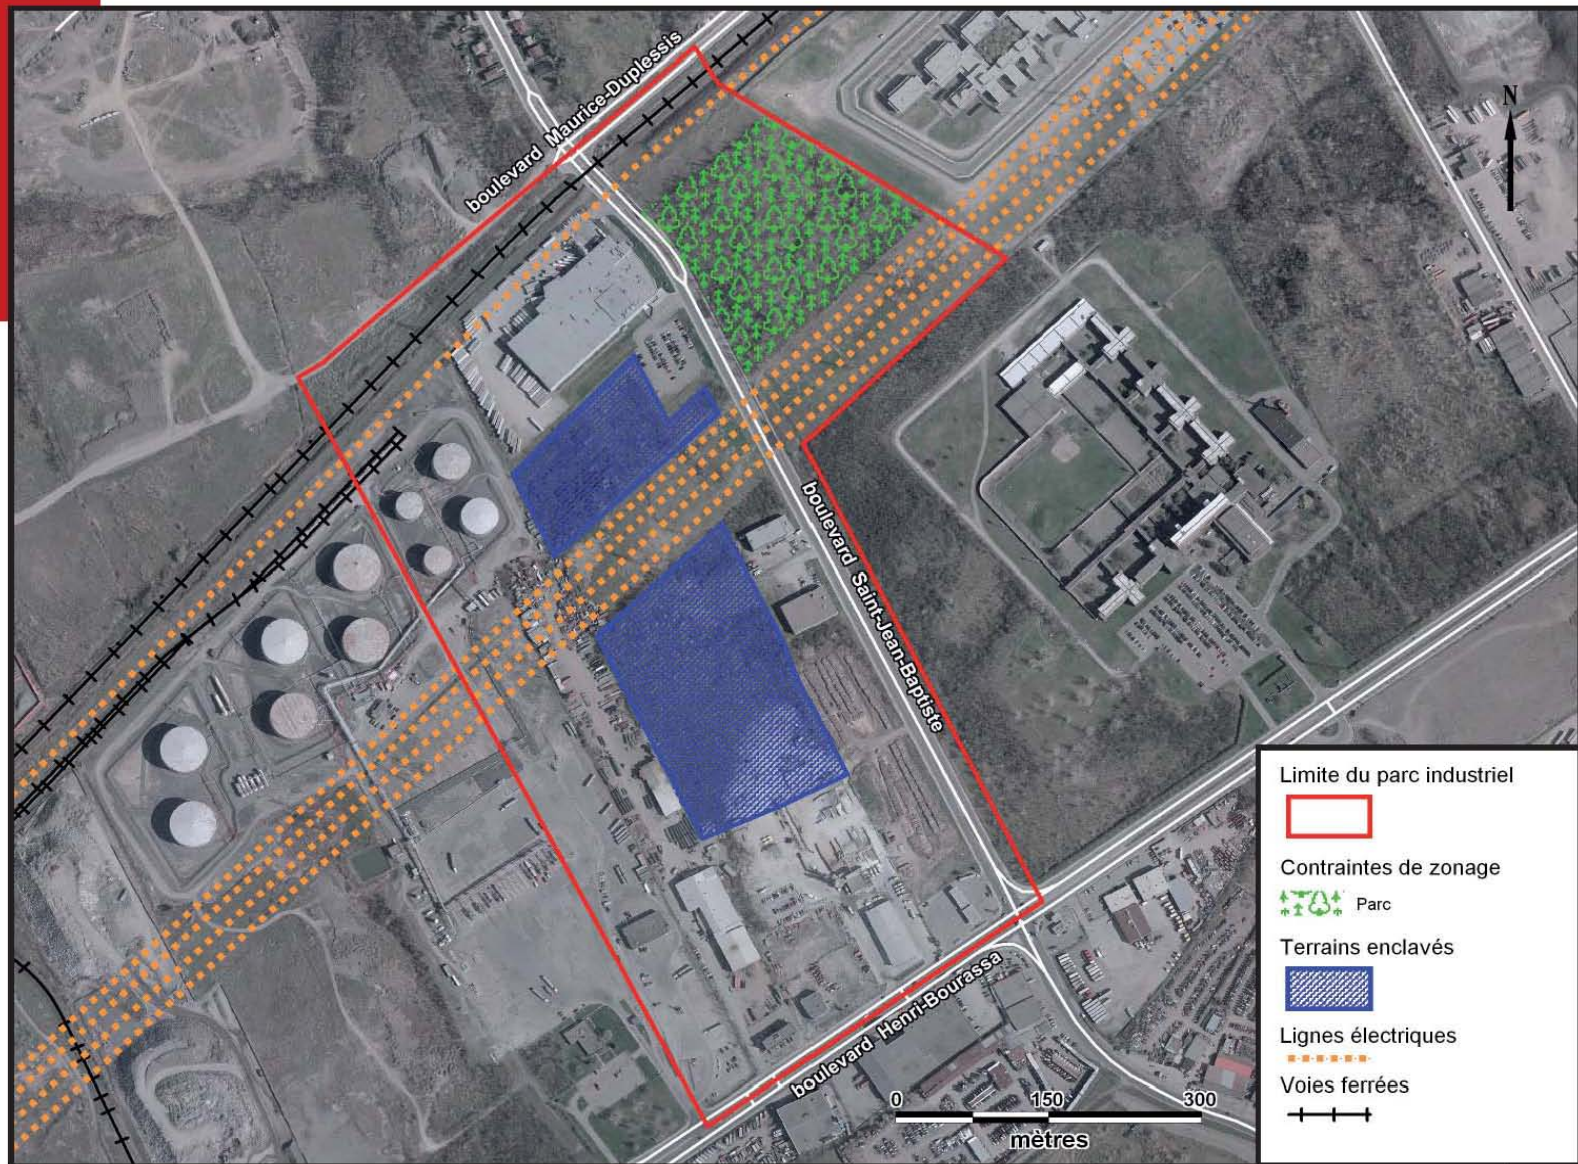 boulevard Maurice-Duplessis
N
boulevard Saint-Jean-Baptiste
boulevard Henri-Bourassa
0 150 300
mètres
Limite du parc industriel
Contraintes de zonage
Parc
Terrains enclavés
Lignes électriques
Voies ferrées